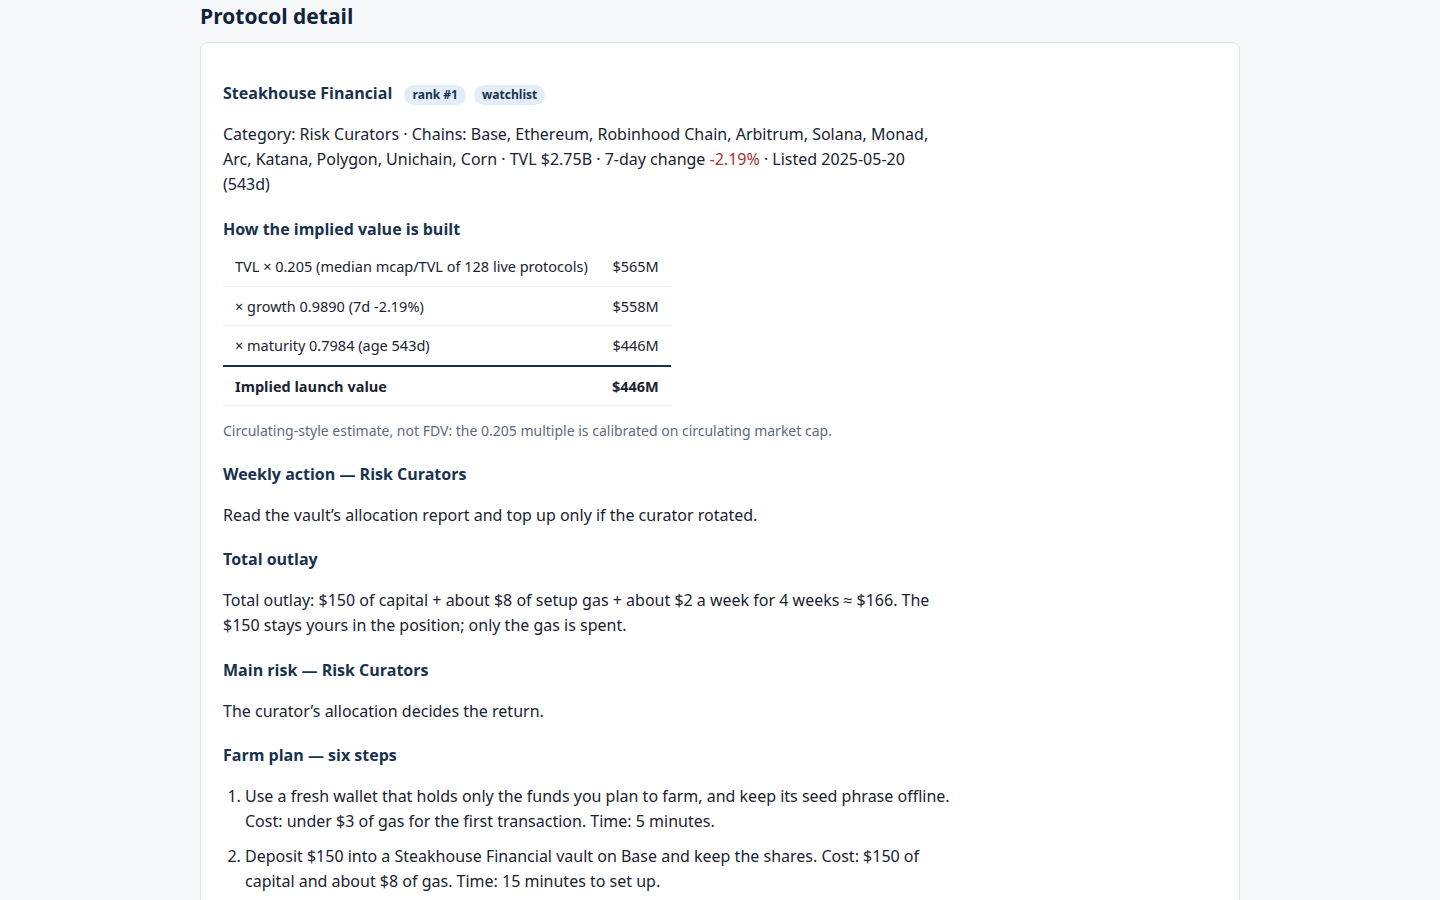 Protocol detail
Steakhouse Financial rank #1 watchlist
Category: Risk Curators · Chains: Base, Ethereum, Robinhood Chain, Arbitrum, Solana, Monad,
Arc, Katana, Polygon, Unichain, Corn · TVL $2.75B · 7-day change -2.19% · Listed 2025-05-20
(543d)
How the implied value is built
TVL × 0.205 (median mcap/TVL of 128 live protocols) $565M
× growth 0.9890 (7d -2.19%) $558M
× maturity 0.7984 (age 543d) $446M
Implied launch value $446M
Circulating-style estimate, not FDV: the 0.205 multiple is calibrated on circulating market cap.
Weekly action — Risk Curators
Read the vault’s allocation report and top up only if the curator rotated.
Total outlay
Total outlay: $150 of capital + about $8 of setup gas + about $2 a week for 4 weeks ≈ $166. The
$150 stays yours in the position; only the gas is spent.
Main risk — Risk Curators
The curator’s allocation decides the return.
Farm plan — six steps
1. Use a fresh wallet that holds only the funds you plan to farm, and keep its seed phrase offline.
Cost: under $3 of gas for the first transaction. Time: 5 minutes.
2. Deposit $150 into a Steakhouse Financial vault on Base and keep the shares. Cost: $150 of
capital and about $8 of gas. Time: 15 minutes to set up.